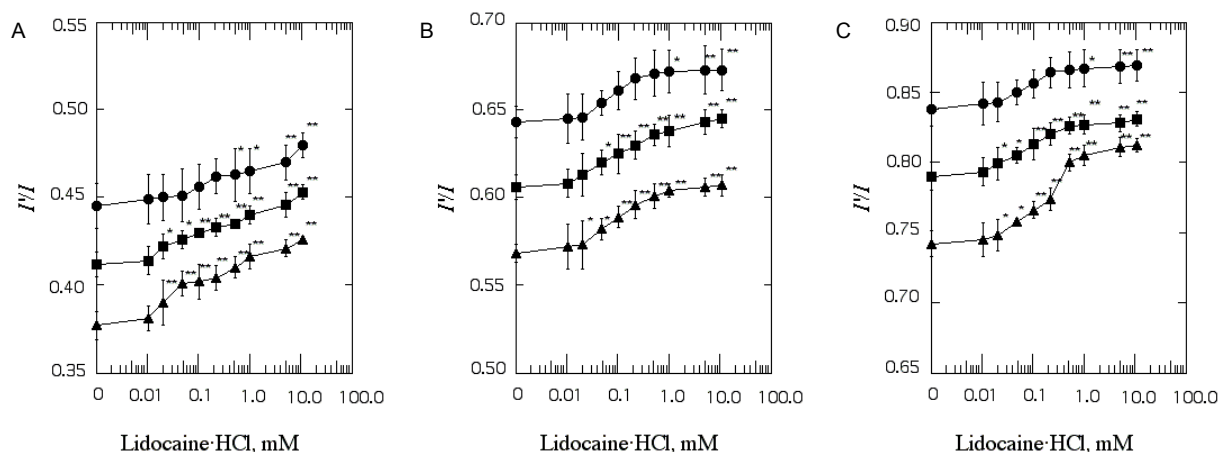 A
0.55
0.50
0.45
0.40
0.35
I'/I
0 0.01 0.1 1.0 10.0 100.0
Lidocaine·HCl, mM
* * ** **
* * ** ** ** ** ** **
** ** ** ** ** ** ** **
B
0.70
0.65
0.60
0.55
0.50
I'/I
0 0.01 0.1 1.0 10.0 100.0
Lidocaine·HCl, mM
* ** **
* ** ** ** ** ** **
* * ** ** ** ** ** **
C
0.90
0.85
0.80
0.75
0.70
0.65
I'/I
0 0.01 0.1 1.0 10.0 100.0
Lidocaine·HCl, mM
* ** **
* * ** ** ** ** ** **
* * ** ** ** ** ** **